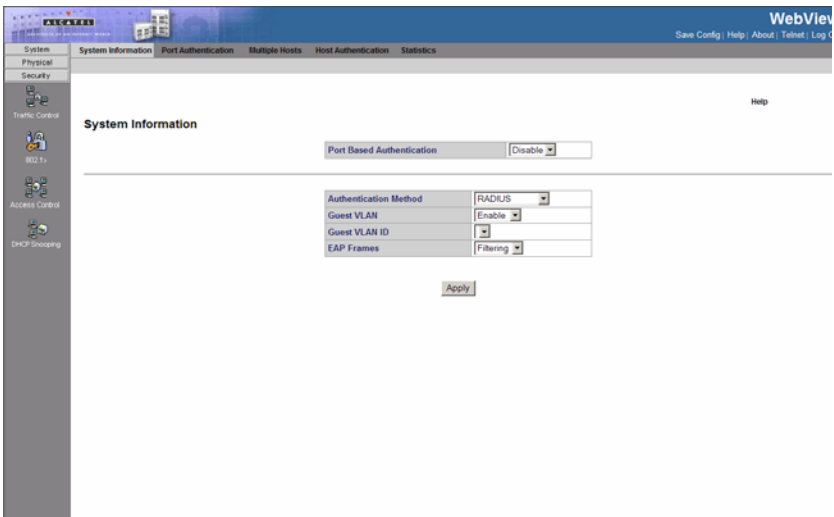 ALCATEL
WebView
Save Config | Help | About | Telnet | Log O
System
Physical
Security
System Information Port Authentication Multiple Hosts Host Authentication Statistics
Traffic Control
802.1x
Access Control
DHCP Snooping
Help
System Information
Port Based Authentication Disable
Authentication Method RADIUS
Guest VLAN Enable
Guest VLAN ID
EAP Frames Filtering
Apply